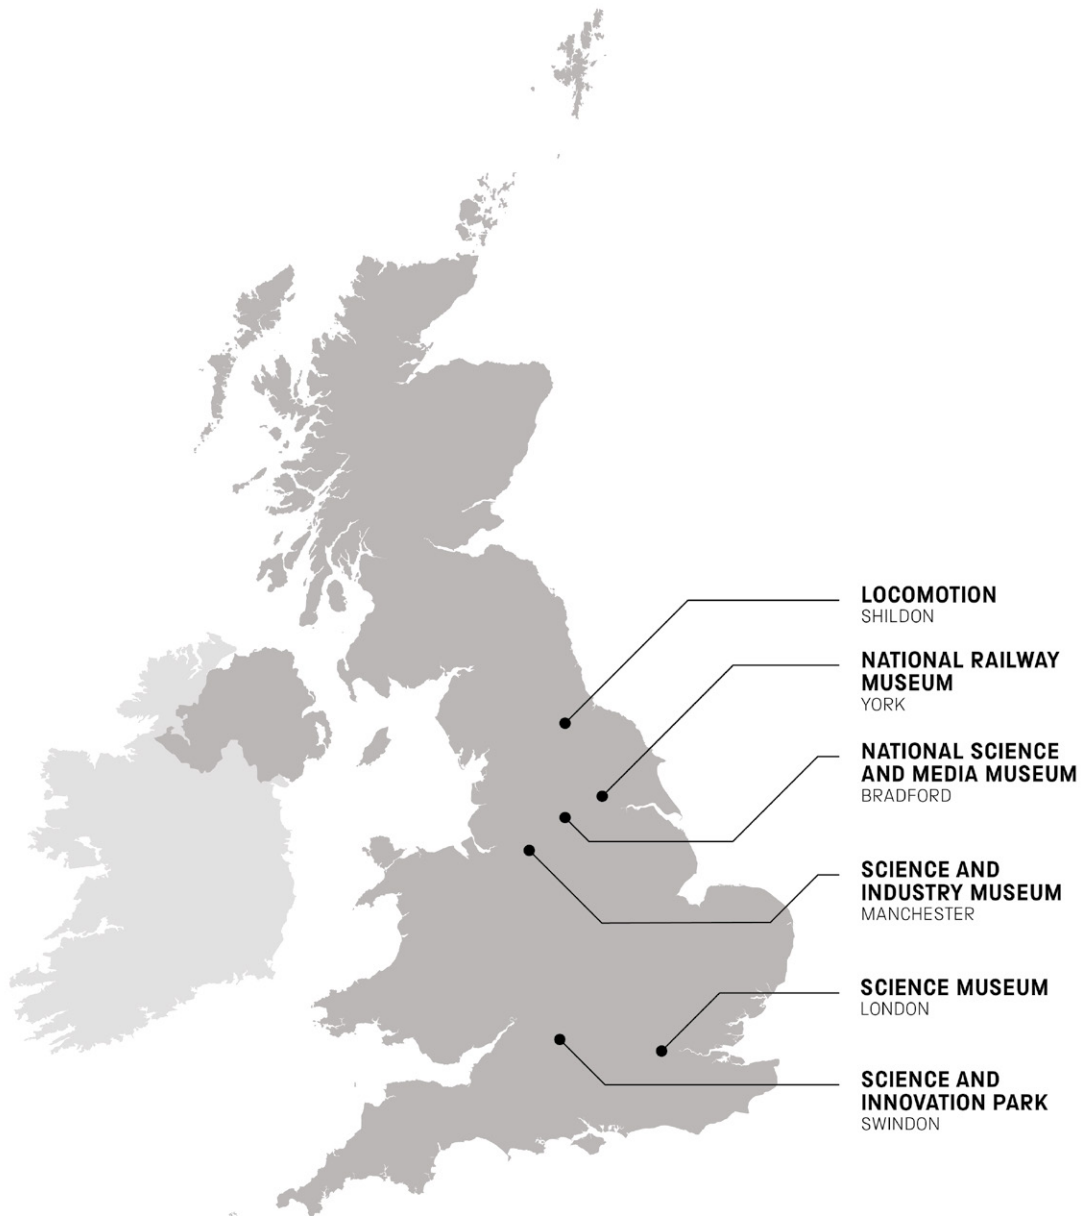 LOCOMOTION
SHILDON
NATIONAL RAILWAY
MUSEUM
YORK
NATIONAL SCIENCE
AND MEDIA MUSEUM
BRADFORD
SCIENCE AND
INDUSTRY MUSEUM
MANCHESTER
SCIENCE MUSEUM
LONDON
SCIENCE AND
INNOVATION PARK
SWINDON